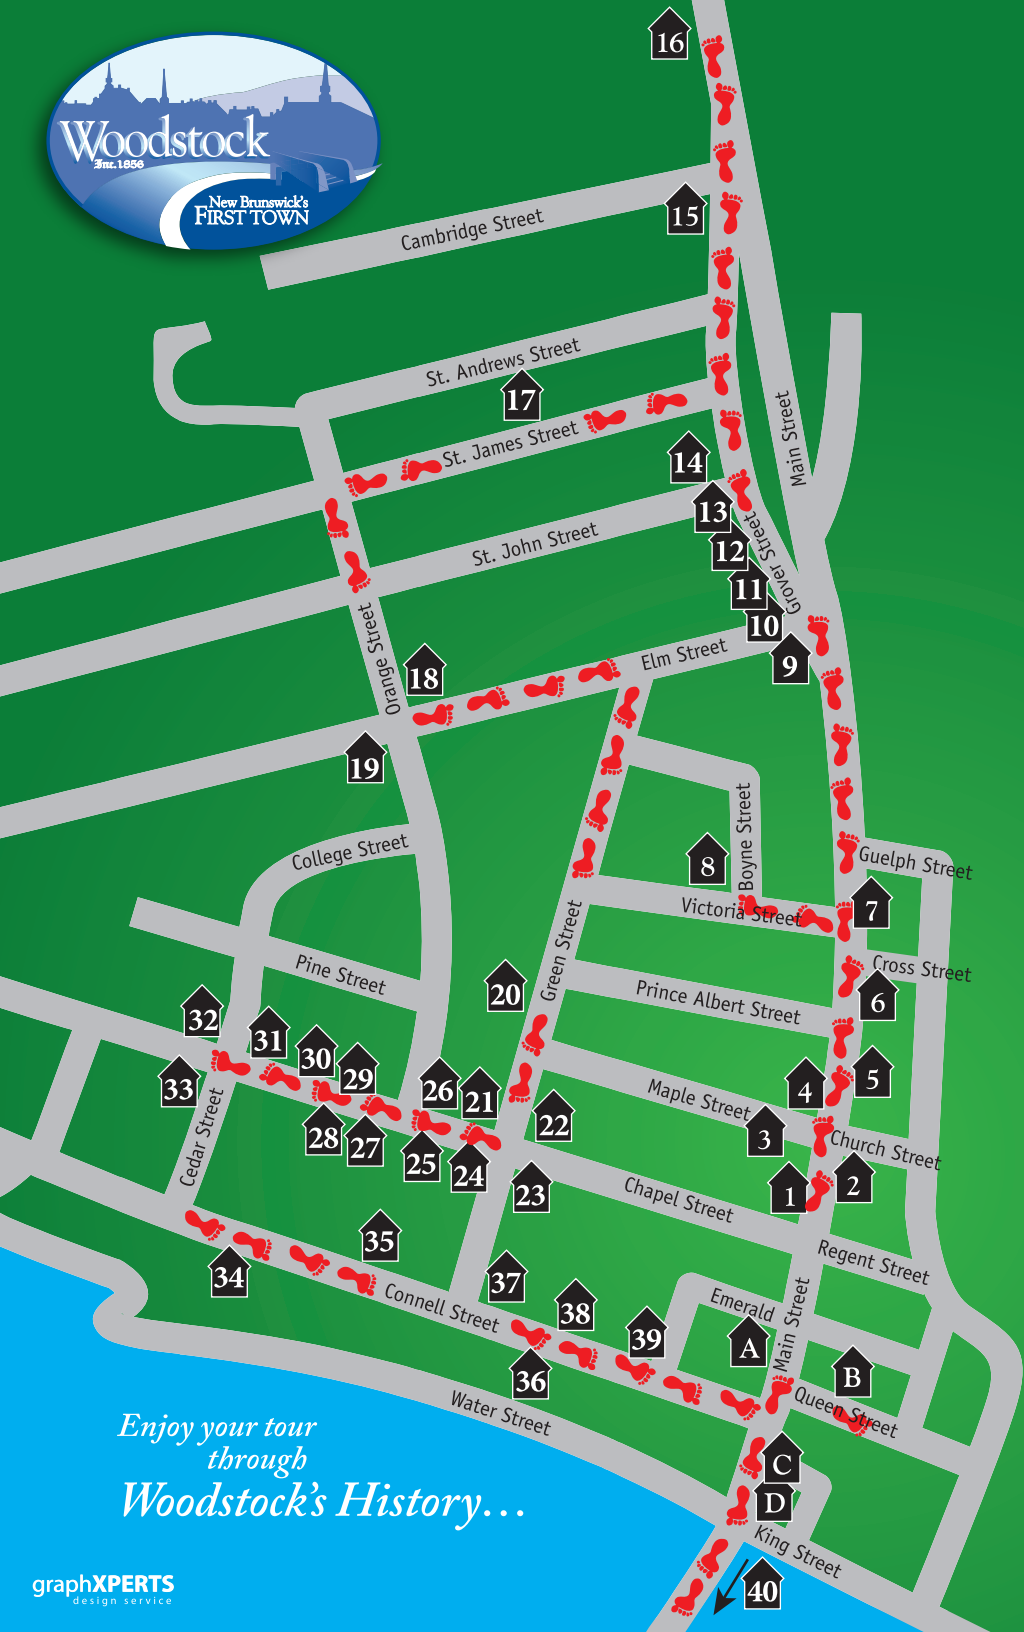 16
Woodstock
Inc. 1856
New Brunswick's
FIRST TOWN
15
Cambridge Street
St. Andrews Street
17
Main Street
St. James Street
14
13
St. John Street
12
Grover Street
11
10
Orange Street
18
Elm Street
9
19
College Street
8
Boyne Street
Guelph Street
7
Victoria Street
Green Street
Pine Street
20
Prince Albert Street
Cross Street
6
32
31
30
29
33
26
21
4
5
22
Maple Street
3
Church Street
28
27
25
24
Cedar Street
23
1
2
Chapel Street
35
34
Regent Street
37
Connell Street
38
39
Emerald
A
Main Street
B
36
Queen Street
Water Street
Enjoy your tour
through
Woodstock's History...
C
D
King Street
40
graphXPERTS
design service